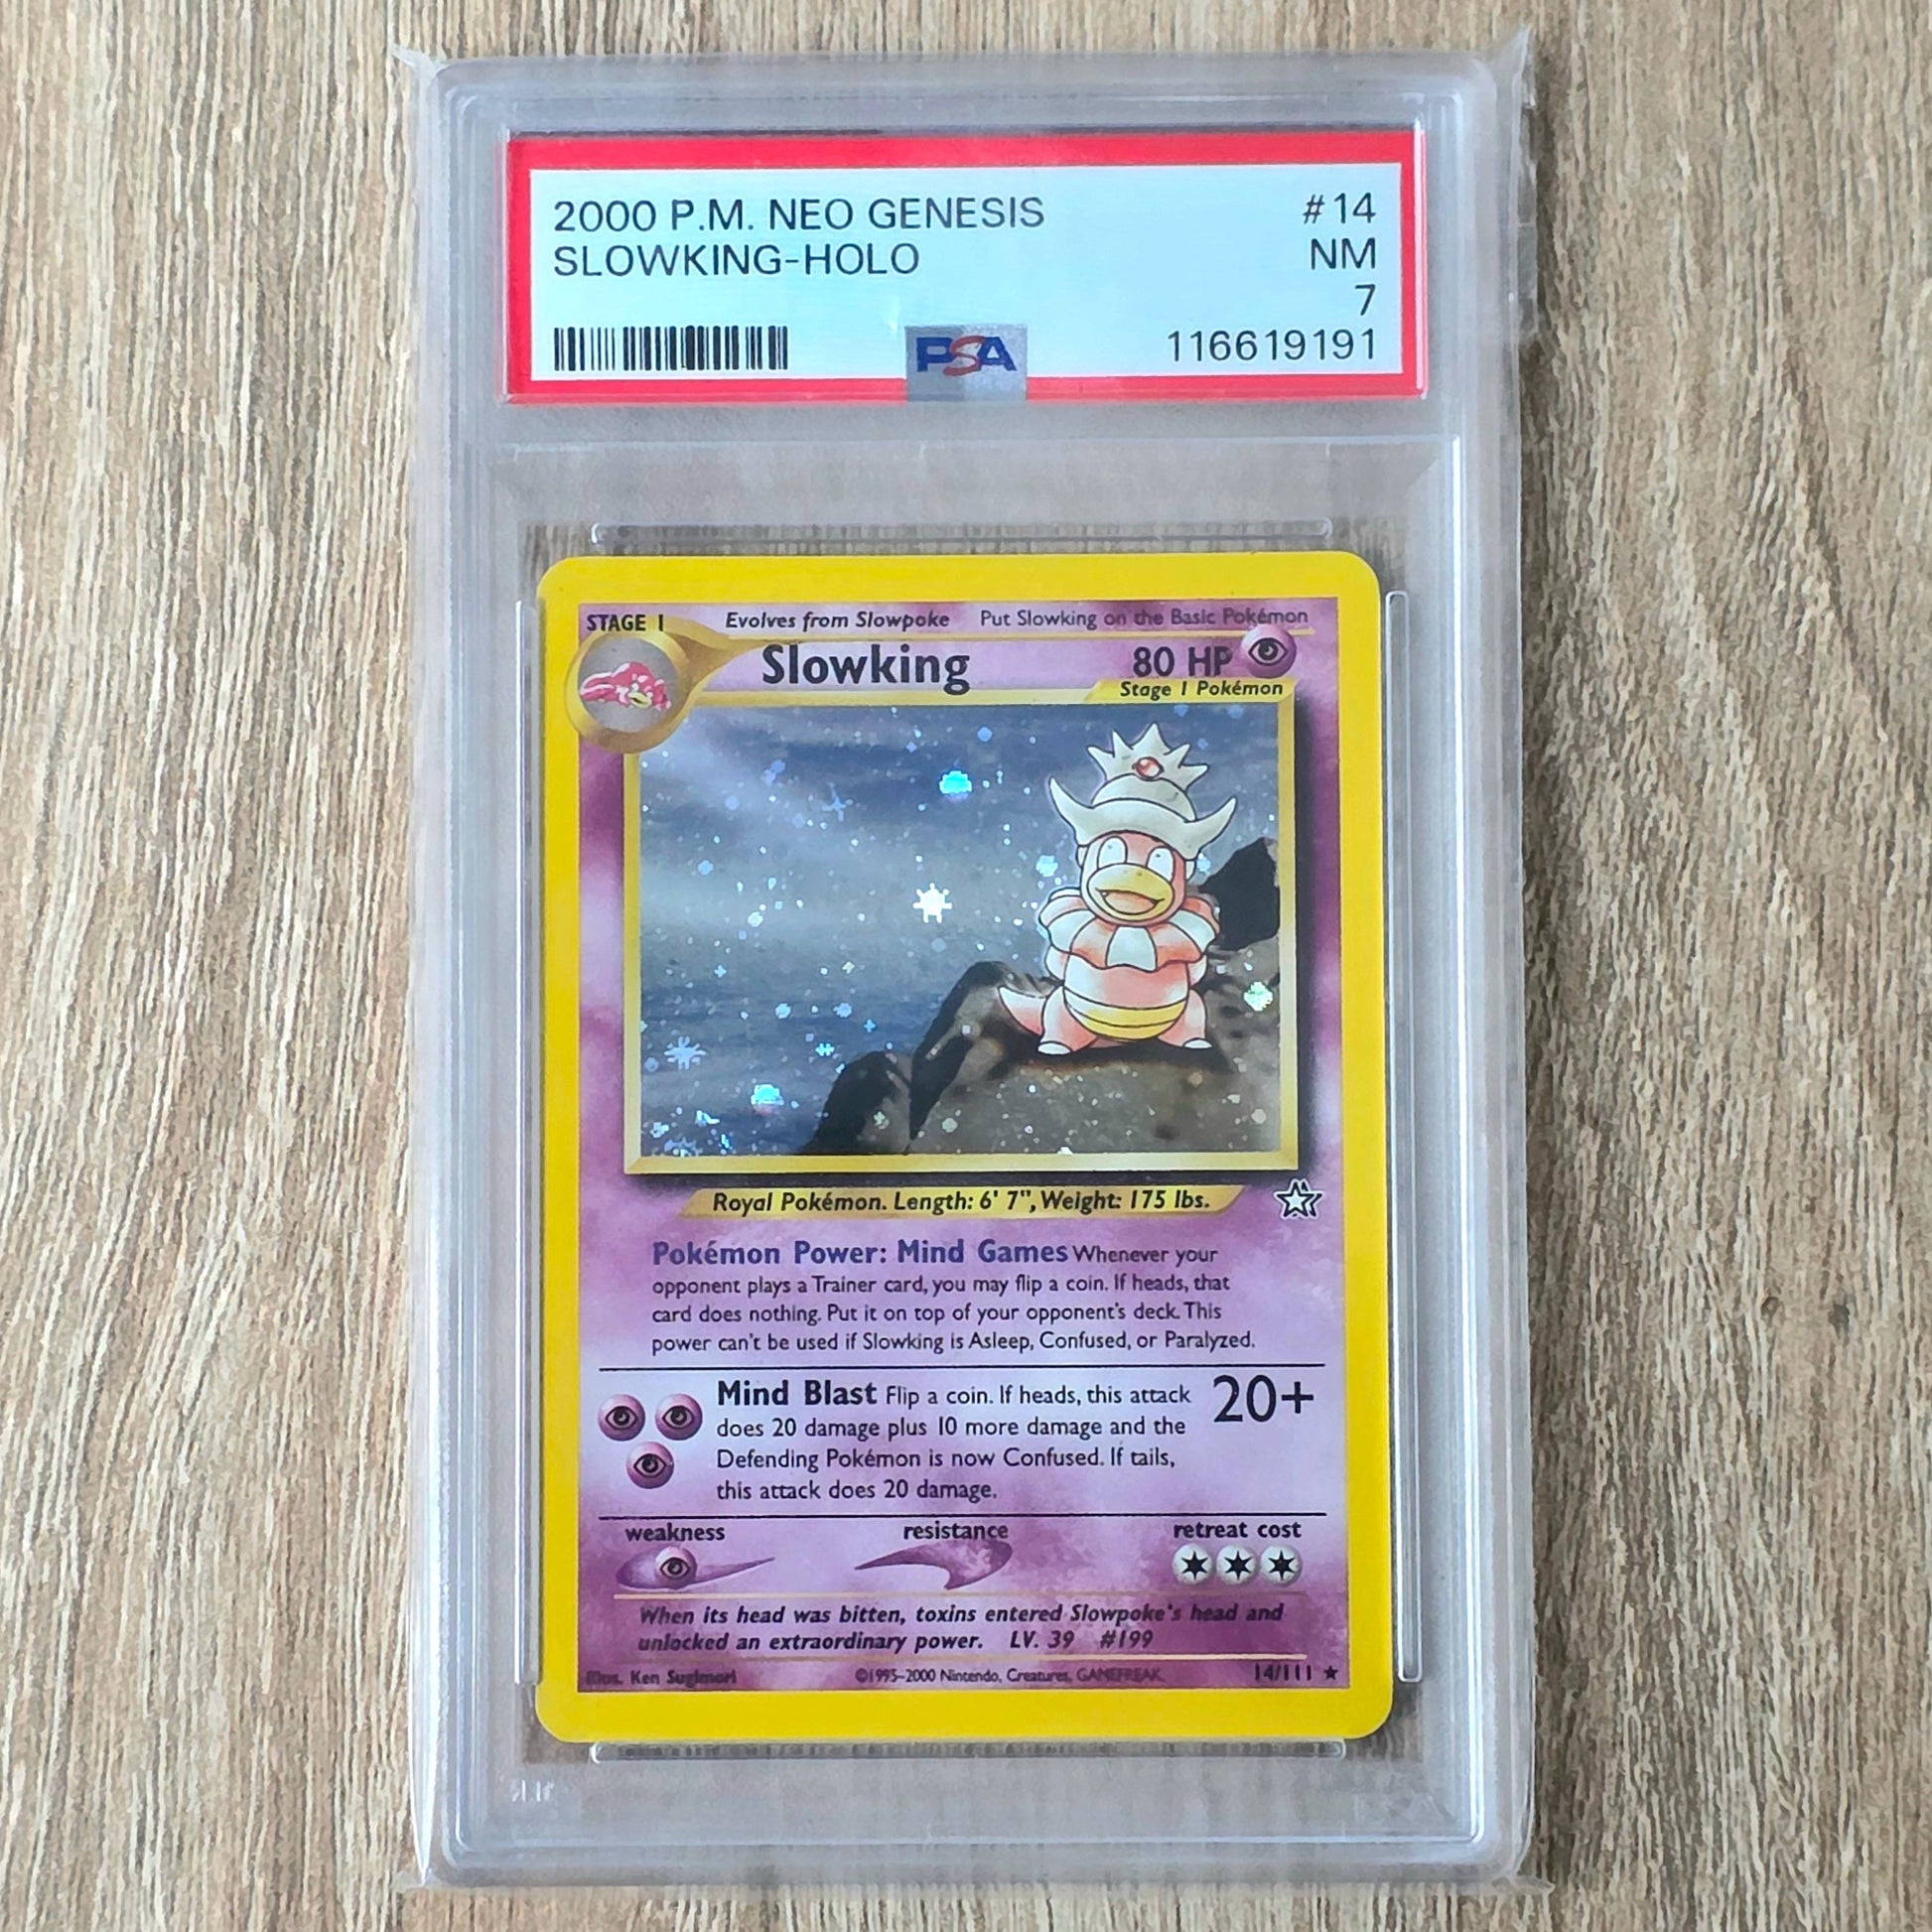 2000 P.M. NEO GENESIS #14
SLOWKING-HOLO NM
7
PSA 116619191
STAGE 1 Evolves from Slowpoke Put Slowking on the Basic Pokémon
Slowking 80 HP
Stage 1 Pokémon
Royal Pokémon. Length: 6' 7", Weight: 175 lbs.
Pokémon Power: Mind Games Whenever your
opponent plays a Trainer card, you may flip a coin. If heads, that
card does nothing. Put it on top of your opponent's deck. This
power can't be used if Slowking is Asleep, Confused, or Paralyzed.
Mind Blast Flip a coin. If heads, this attack 20+
does 20 damage plus 10 more damage and the
Defending Pokémon is now Confused. If tails,
this attack does 20 damage.
weakness resistance retreat cost
When its head was bitten, toxins entered Slowpoke's head and
unlocked an extraordinary power. LV. 39 #199
Illus. Ken Sugimori ©1995-2000 Nintendo, Creatures, GAMEFREAK. 14/111 ★